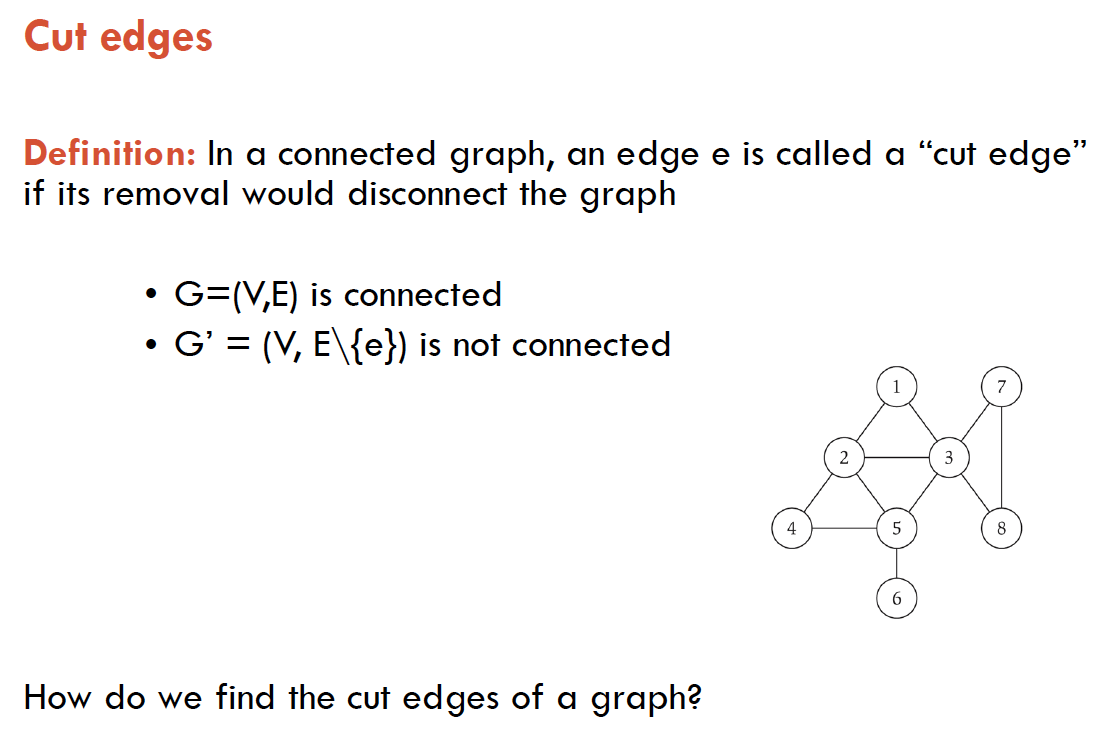 Cut edges
Definition: In a connected graph, an edge e is called a “cut edge”
if its removal would disconnect the graph
• G=(V,E) is connected
• G’ = (V, E\{e}) is not connected
1 7
2 3
4 5 8
6
How do we find the cut edges of a graph?